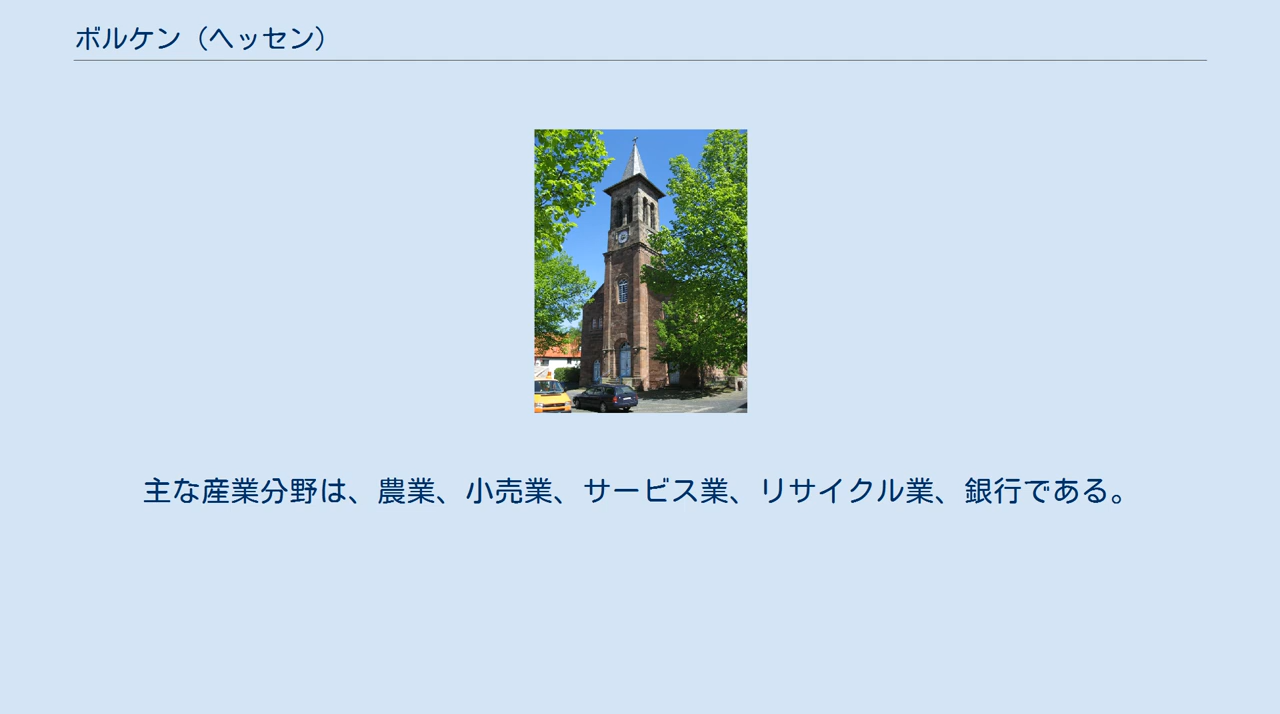 ボルケン（ヘッセン）
主な産業分野は、農業、小売業、サービス業、リサイクル業、銀行である。